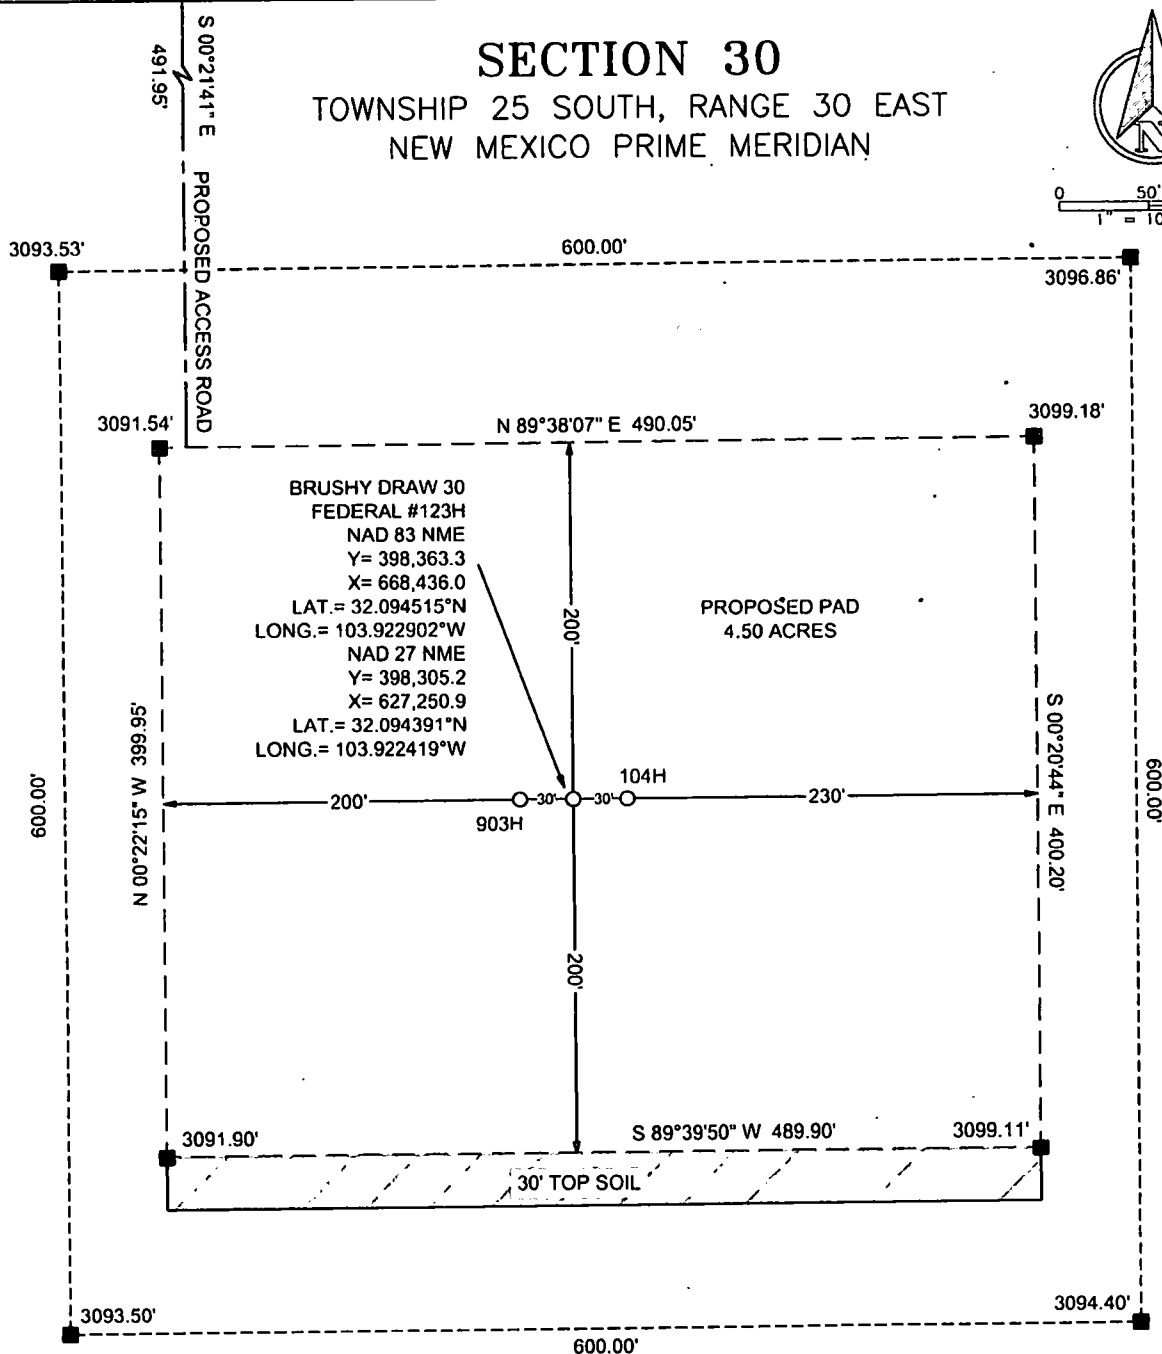 SECTION 30
TOWNSHIP 25 SOUTH, RANGE 30 EAST
NEW MEXICO PRIME MERIDIAN
N
0 50'
1" = 10
S 00°21'41" E
491.95'
PROPOSED ACCESS ROAD
3093.53'
600.00'
3096.86'
3091.54'
N 89°38'07" E 490.05'
3099.18'
BRUSHY DRAW 30
FEDERAL #123H
NAD 83 NME
Y= 398,363.3
X= 668,436.0
LAT.= 32.094515°N
LONG.= 103.922902°W
NAD 27 NME
Y= 398,305.2
X= 627,250.9
LAT.= 32.094391°N
LONG.= 103.922419°W
200'
PROPOSED PAD
4.50 ACRES
600.00'
N 00°22'15" W 399.95'
200'
30'
30'
104H
903H
230'
S 00°20'44" E 400.20'
600.00'
200'
3091.90'
S 89°39'50" W 489.90'
3099.11'
30' TOP SOIL
3093.50'
3094.40'
600.00'